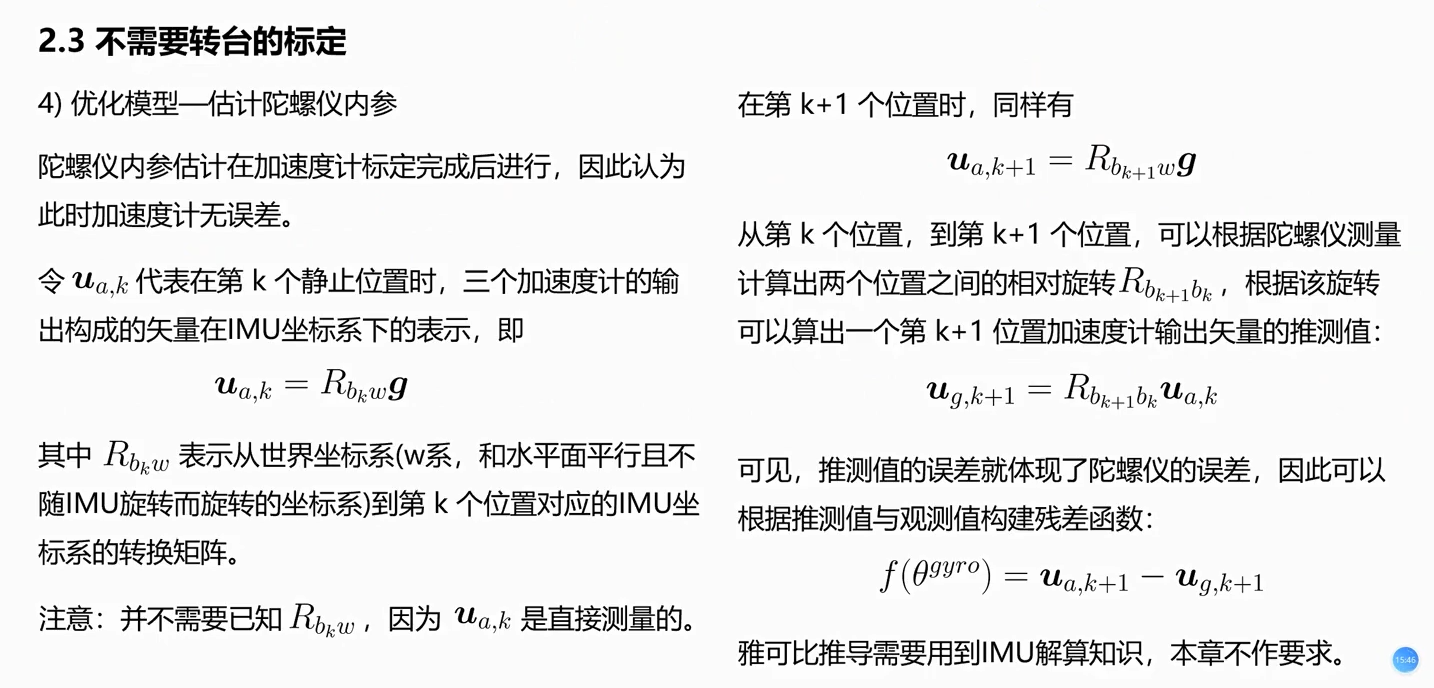 2.3 不需要转台的标定
4) 优化模型—估计陀螺仪内参
陀螺仪内参估计在加速度计标定完成后进行，因此认为
此时加速度计无误差。
令 $\boldsymbol{u}_{a,k}$ 代表在第 k 个静止位置时，三个加速度计的输
出构成的矢量在IMU坐标系下的表示，即
$\boldsymbol{u}_{a,k} = R_{b_k w}\boldsymbol{g}$
其中 $R_{b_k w}$ 表示从世界坐标系(w系，和水平面平行且不
随IMU旋转而旋转的坐标系)到第 k 个位置对应的IMU坐
标系的转换矩阵。
注意：并不需要已知 $R_{b_k w}$ ，因为 $\boldsymbol{u}_{a,k}$ 是直接测量的。
在第 k+1 个位置时，同样有
$\boldsymbol{u}_{a,k+1} = R_{b_{k+1} w}\boldsymbol{g}$
从第 k 个位置，到第 k+1 个位置，可以根据陀螺仪测量
计算出两个位置之间的相对旋转$R_{b_{k+1} b_k}$ ，根据该旋转
可以算出一个第 k+1 位置加速度计输出矢量的推测值：
$\boldsymbol{u}_{g,k+1} = R_{b_{k+1} b_k}\boldsymbol{u}_{a,k}$
可见，推测值的误差就体现了陀螺仪的误差，因此可以
根据推测值与观测值构建残差函数：
$f(\theta^{gyro}) = \boldsymbol{u}_{a,k+1} - \boldsymbol{u}_{g,k+1}$
雅可比推导需要用到IMU解算知识，本章不作要求。
15:46